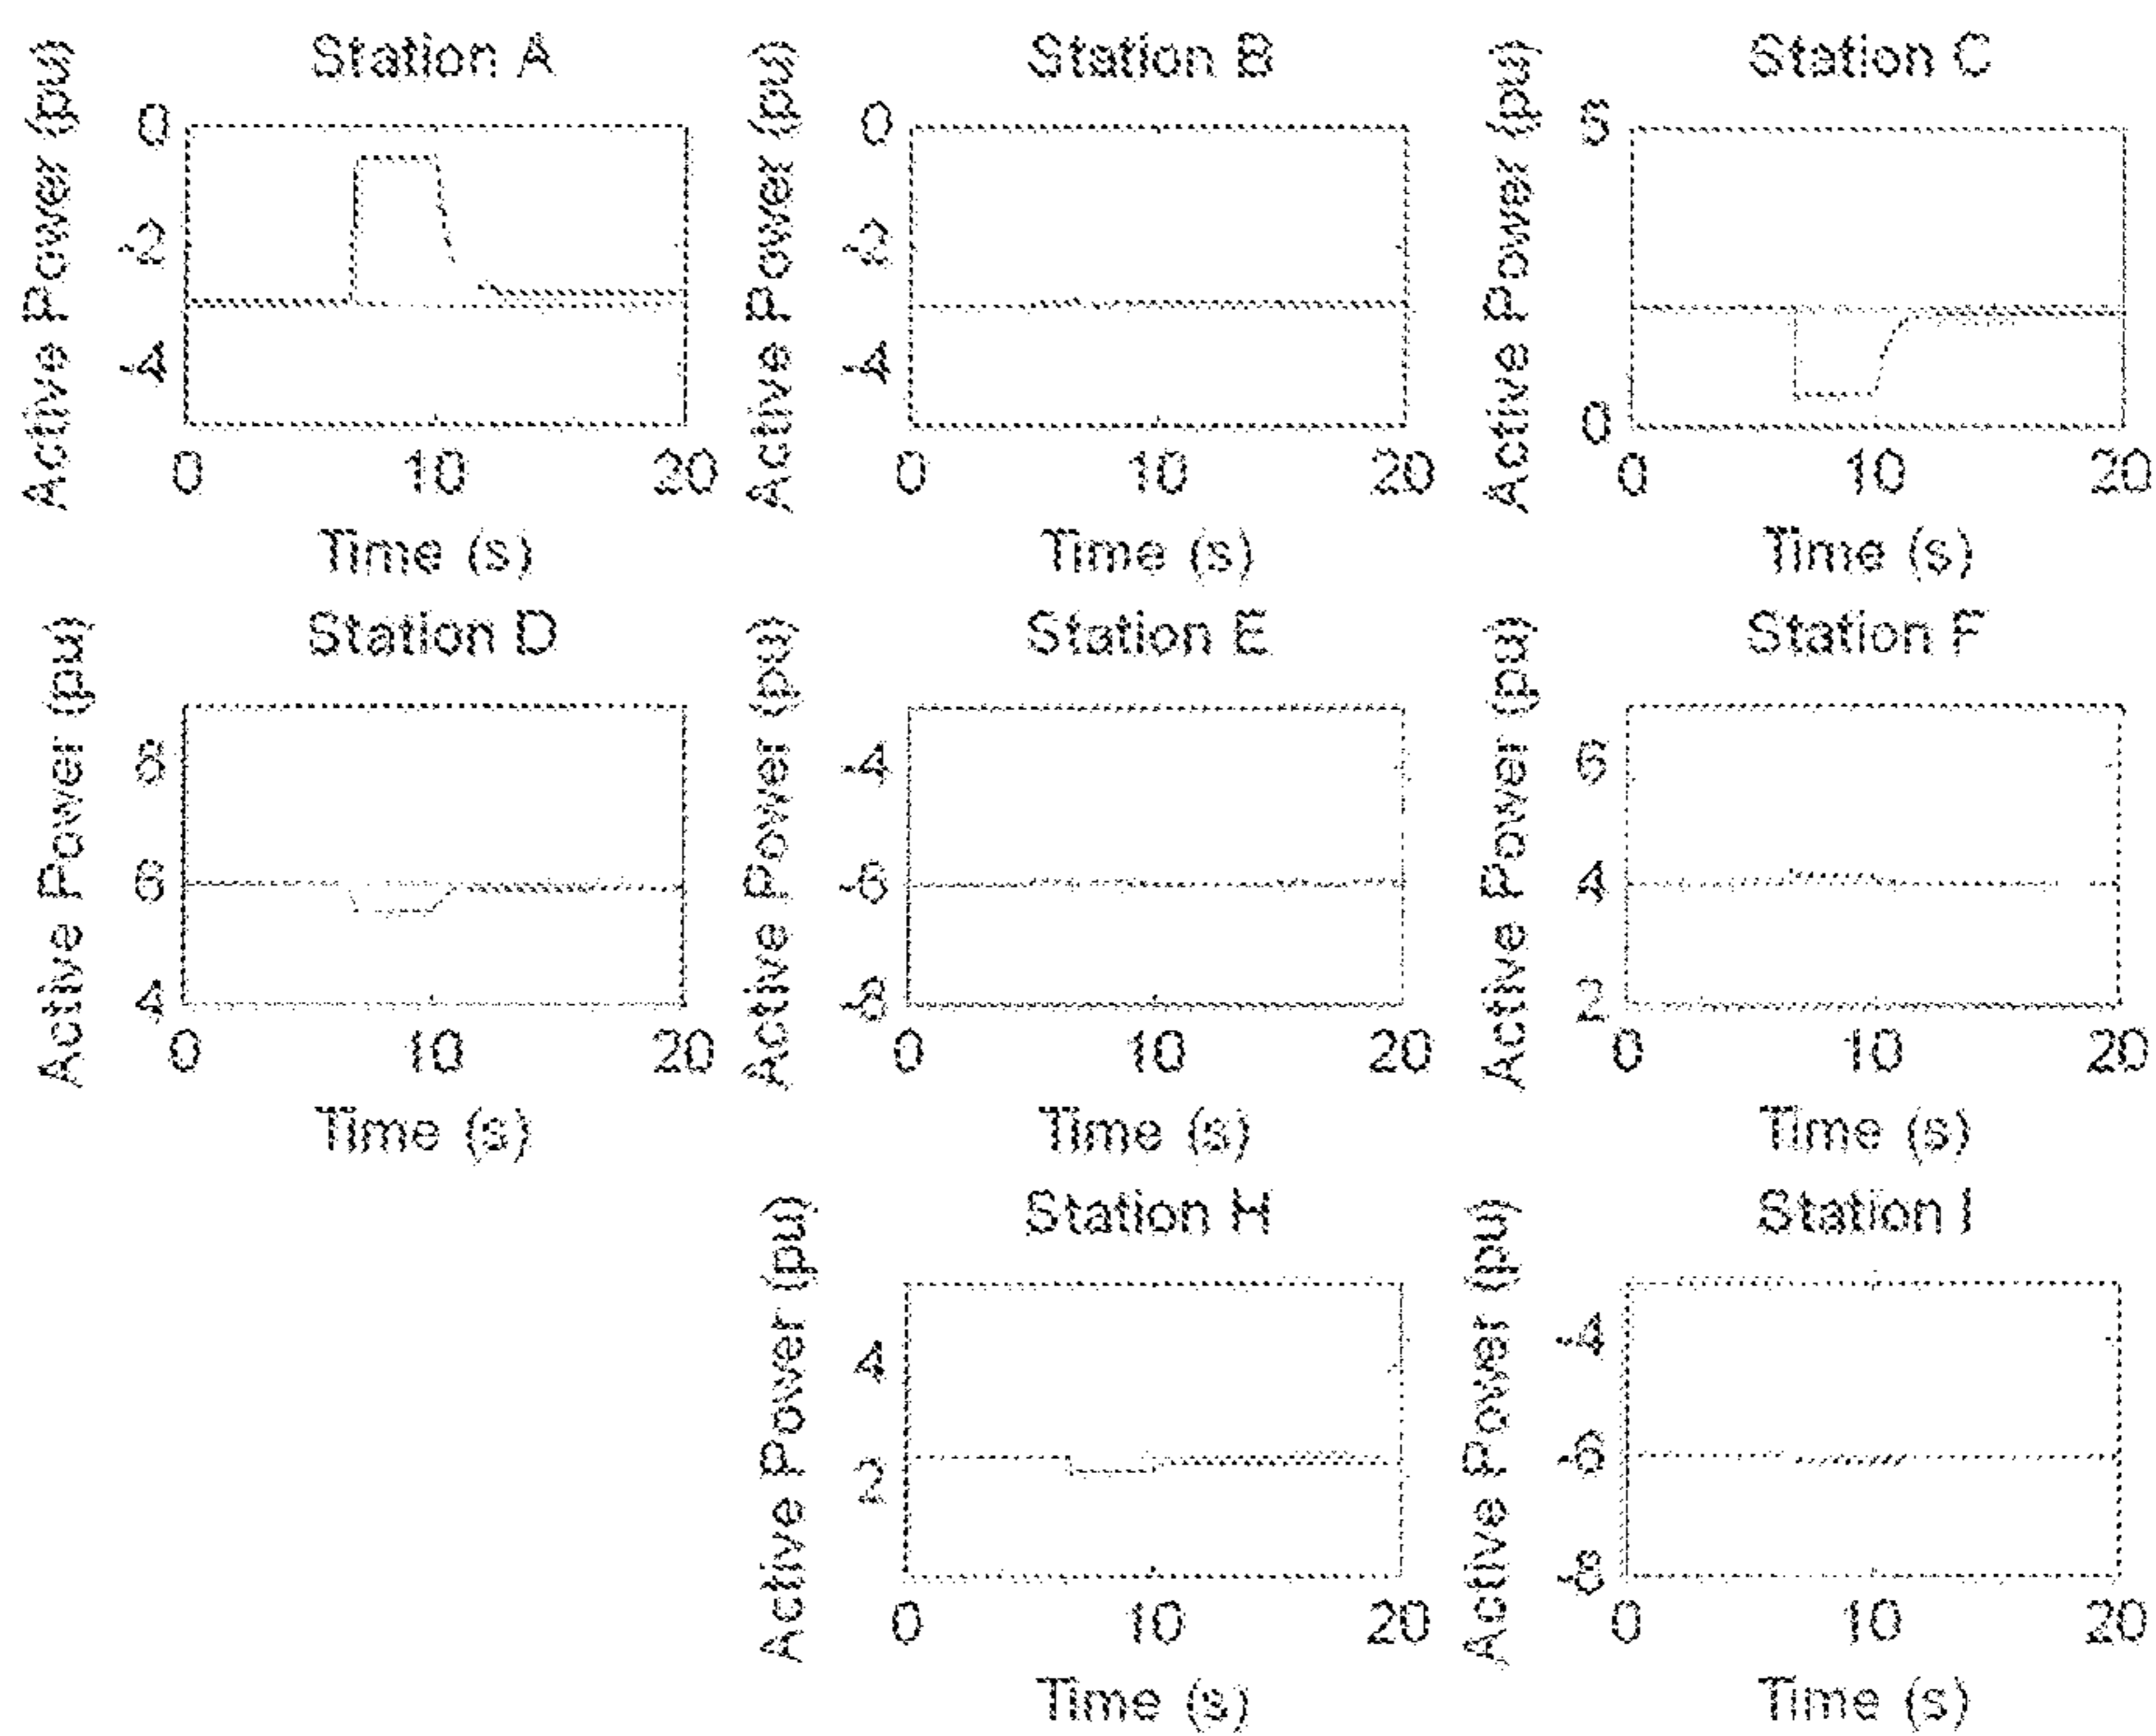 Station A
Active Power (pu)
0
-2
-4
0 10 20
Time (s)
Station B
Active Power (pu)
0
-2
-4
0 10 20
Time (s)
Station C
Active Power (pu)
5
0
0 10 20
Time (s)
Station D
Active Power (pu)
8
6
4
0 10 20
Time (s)
Station E
Active Power (pu)
-4
-6
-8
0 10 20
Time (s)
Station F
Active Power (pu)
6
4
2
0 10 20
Time (s)
Station H
Active Power (pu)
4
2
0 10 20
Time (s)
Station I
Active Power (pu)
-4
-6
-8
0 10 20
Time (s)